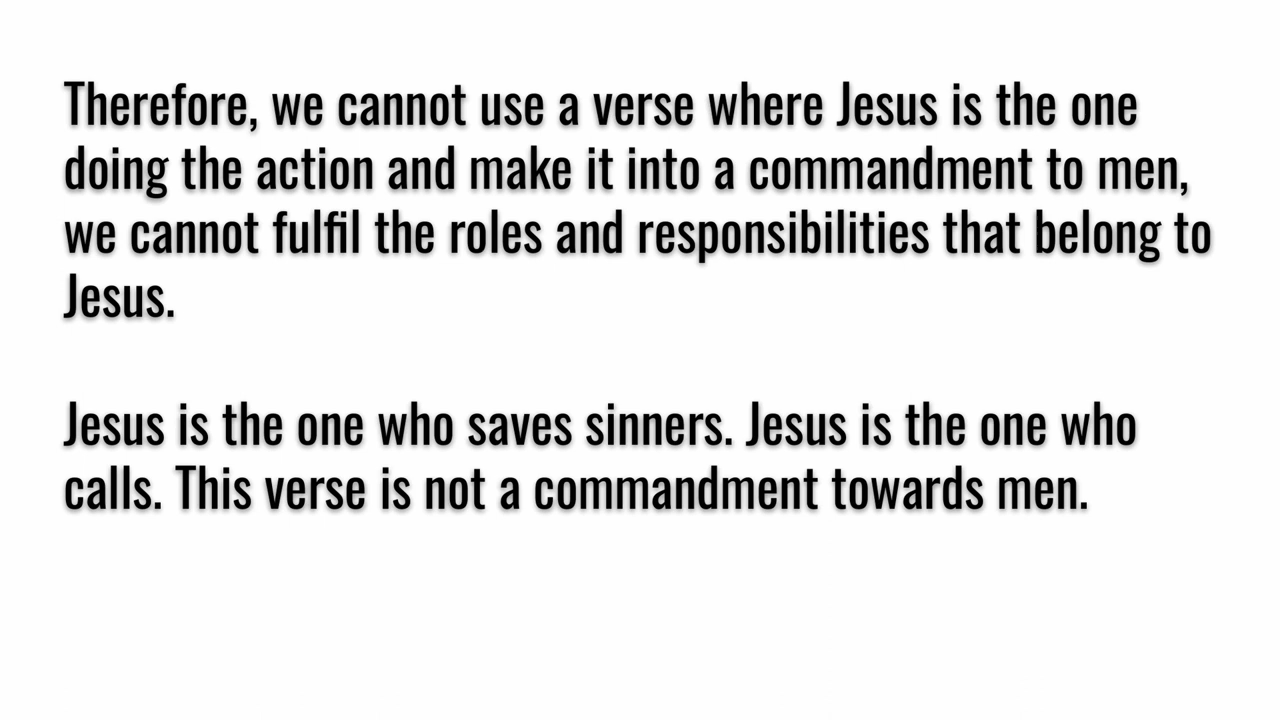 Therefore, we cannot use a verse where Jesus is the one
doing the action and make it into a commandment to men,
we cannot fulfil the roles and responsibilities that belong to
Jesus.
Jesus is the one who saves sinners. Jesus is the one who
calls. This verse is not a commandment towards men.